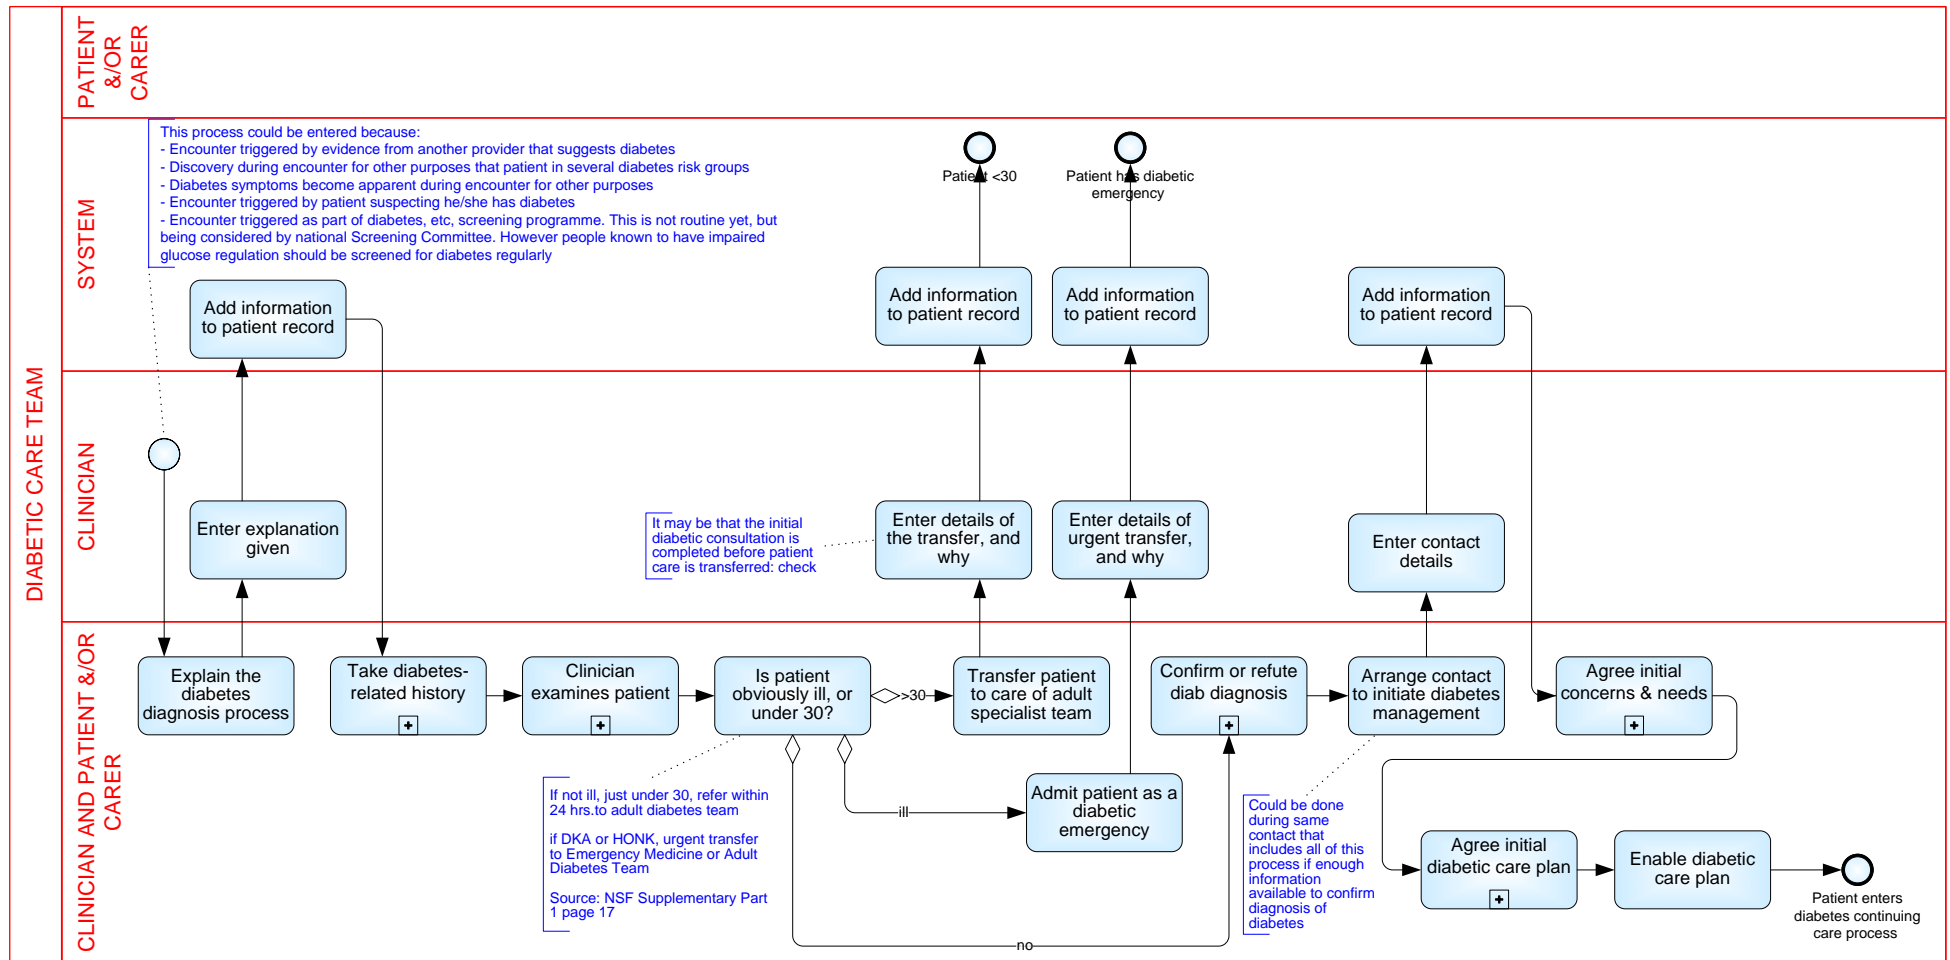 DIABETIC CARE TEAM
PATIENT
&/OR
CARER
SYSTEM
This process could be entered because:
- Encounter triggered by evidence from another provider that suggests diabetes
- Discovery during encounter for other purposes that patient in several diabetes risk groups
- Diabetes symptoms become apparent during encounter for other purposes
- Encounter triggered by patient suspecting he/she has diabetes
- Encounter triggered as part of diabetes, etc, screening programme. This is not routine yet, but
being considered by national Screening Committee. However people known to have impaired
glucose regulation should be screened for diabetes regularly
Patient <30
Patient has diabetic
emergency
Add information
to patient record
Add information
to patient record
Add information
to patient record
Add information
to patient record
CLINICIAN
Enter explanation
given
It may be that the initial
diabetic consultation is
completed before patient
care is transferred: check
Enter details of
the transfer, and
why
Enter details of
urgent transfer,
and why
Enter contact
details
CLINICIAN AND PATIENT &/OR
CARER
Explain the
diabetes
diagnosis process
Take diabetes-
related history
Clinician
examines patient
Is patient
obviously ill, or
under 30?
>30
Transfer patient
to care of adult
specialist team
Confirm or refute
diab diagnosis
Arrange contact
to initiate diabetes
management
Agree initial
concerns & needs
If not ill, just under 30, refer within
24 hrs.to adult diabetes team
if DKA or HONK, urgent transfer
to Emergency Medicine or Adult
Diabetes Team
Source: NSF Supplementary Part
1 page 17
ill
Admit patient as a
diabetic
emergency
no
Could be done
during same
contact that
includes all of this
process if enough
information
available to confirm
diagnosis of
diabetes
Agree initial
diabetic care plan
Enable diabetic
care plan
Patient enters
diabetes continuing
care process